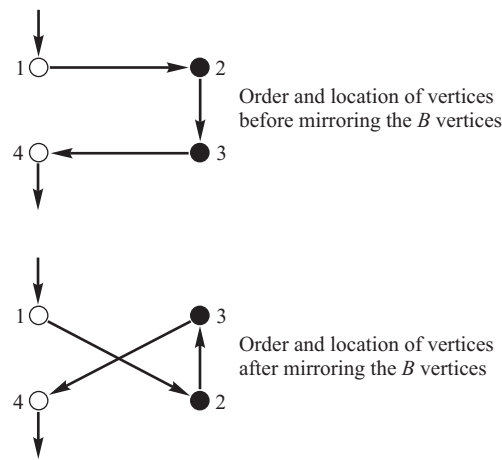 1 2
Order and location of vertices
before mirroring the B vertices
4 3
1 3
Order and location of vertices
after mirroring the B vertices
4 2